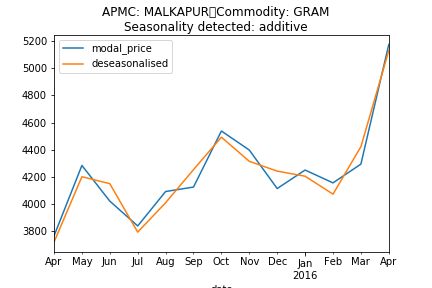 APMC: MALKAPUR Commodity: GRAM
Seasonality detected: additive
modal_price
deseasonalised
5200
5000
4800
4600
4400
4200
4000
3800
Apr May Jun Jul Aug Sep Oct Nov Dec Jan Feb Mar Apr
2016